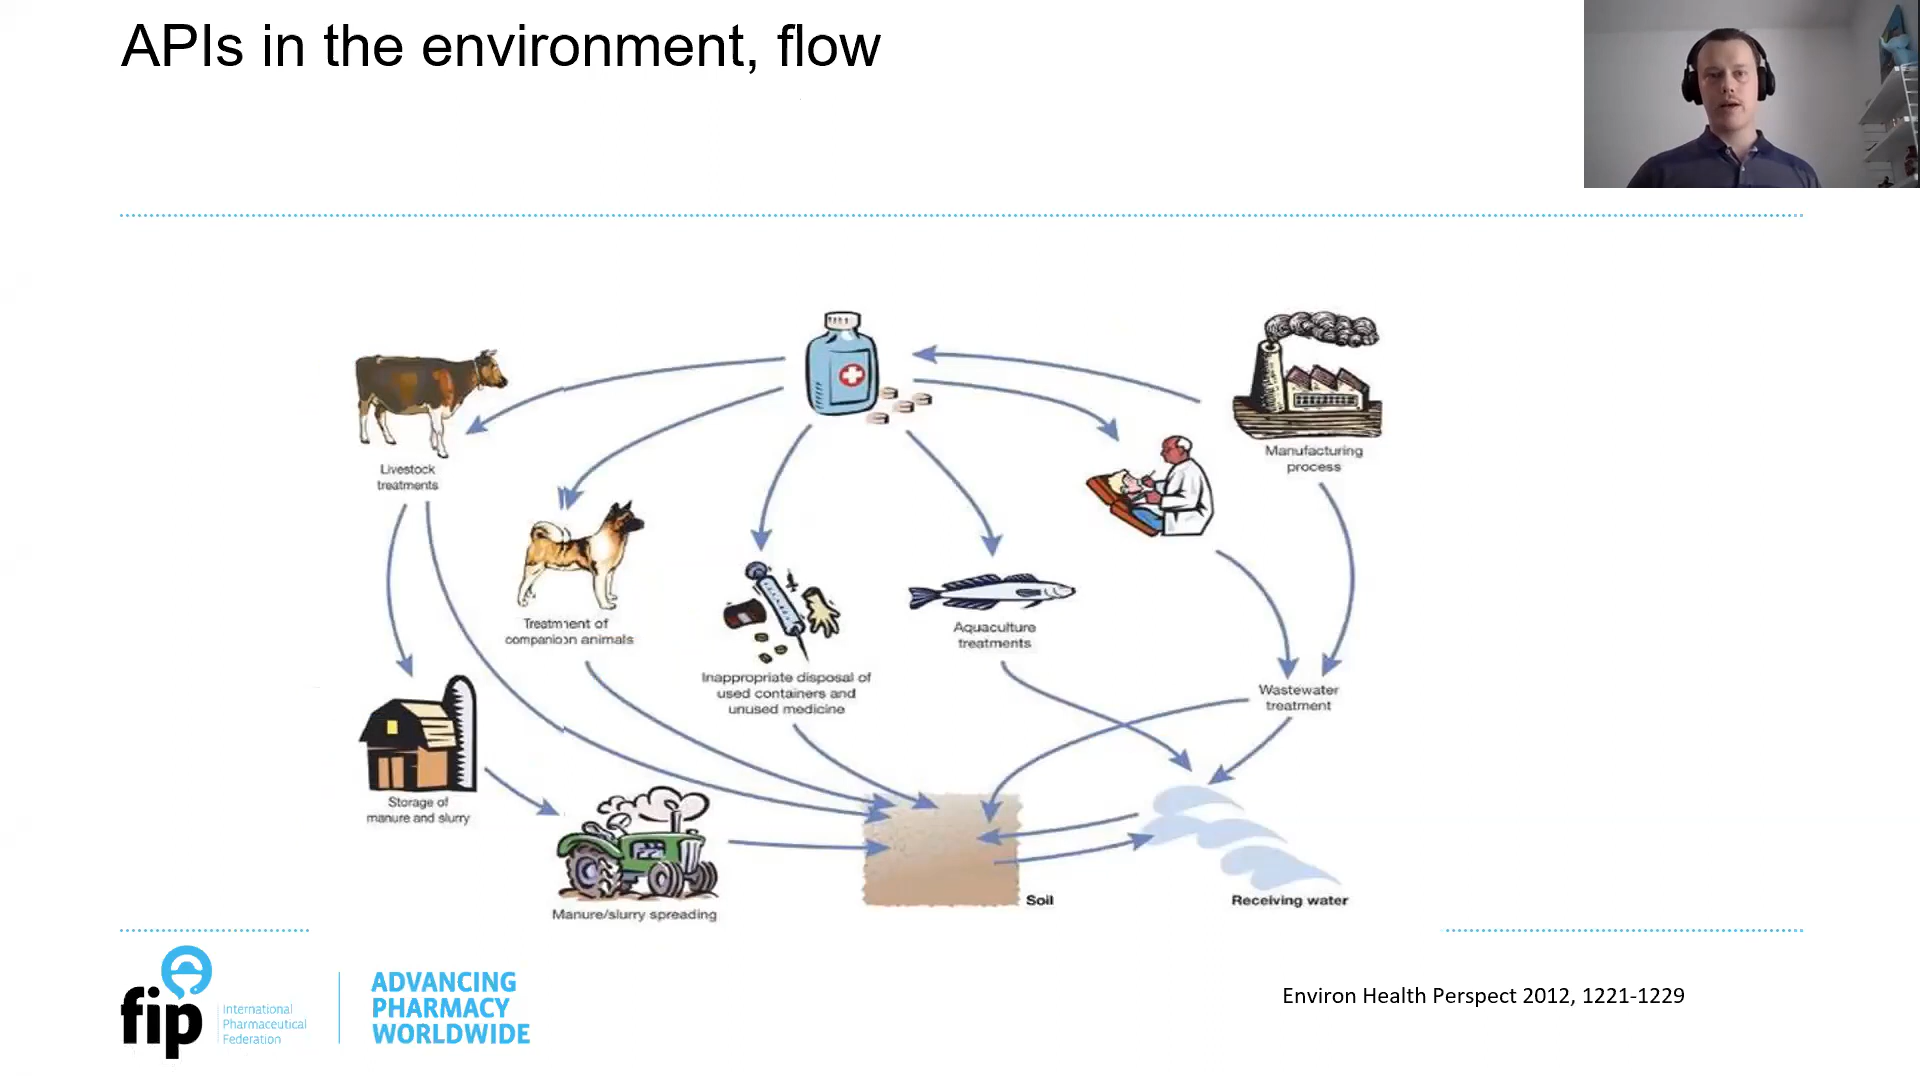 APIs in the environment, flow
Livestock
treatments
Manufacturing
process
Treatment of
companion animals
Aquaculture
treatments
Inappropriate disposal of
used containers and
unused medicine
Wastewater
treatment
Storage of
manure and slurry
Manure/slurry spreading
Soil
Receiving water
fip
International
Pharmaceutical
Federation
ADVANCING
PHARMACY
WORLDWIDE
Environ Health Perspect 2012, 1221-1229